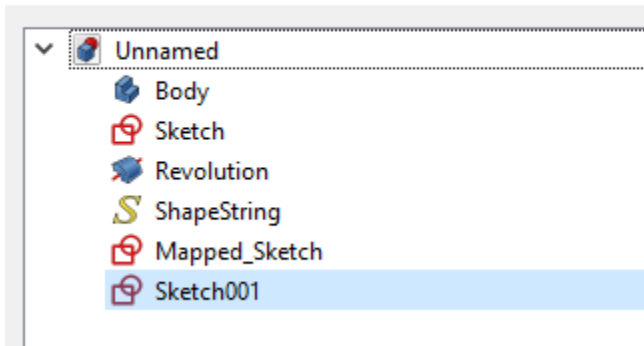 Unnamed
Body
Sketch
Revolution
ShapeString
Mapped_Sketch
Sketch001